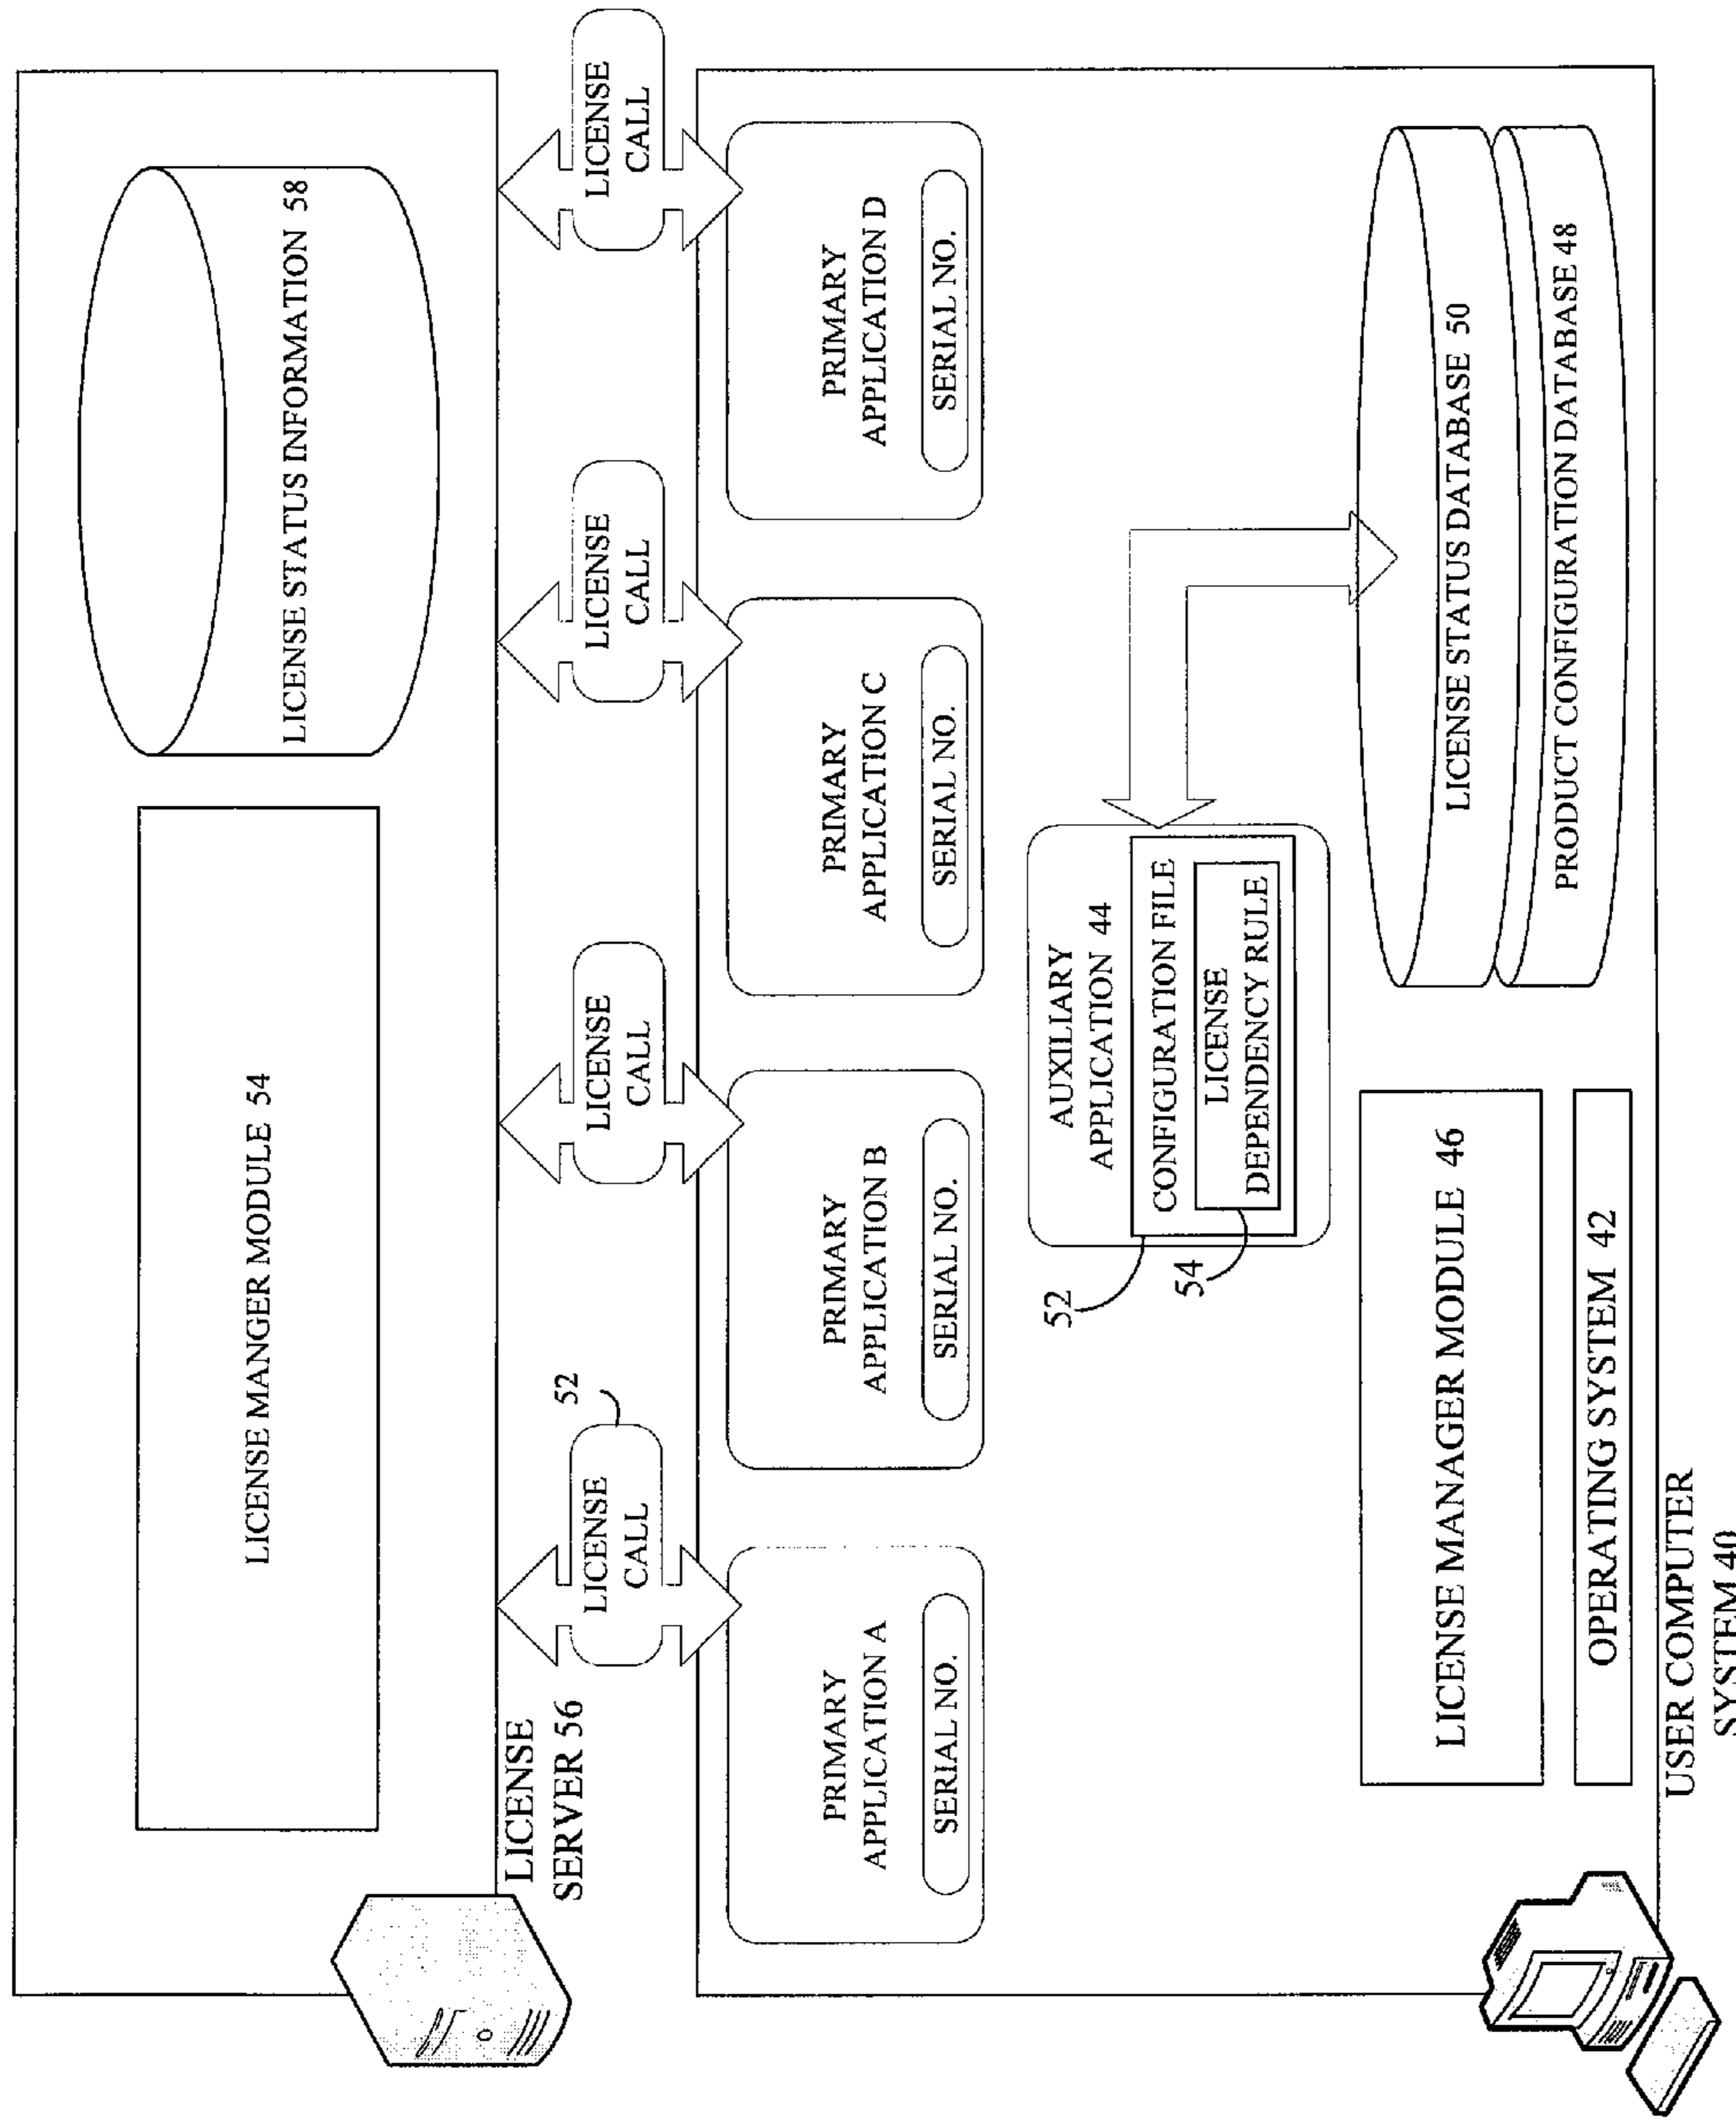 LICENSE MANGER MODULE 54
LICENSE STATUS INFORMATION 58
LICENSE
SERVER 56
LICENSE
CALL
52
LICENSE
CALL
LICENSE
CALL
LICENSE
CALL
PRIMARY
APPLICATION A
SERIAL NO.
PRIMARY
APPLICATION B
SERIAL NO.
PRIMARY
APPLICATION C
SERIAL NO.
PRIMARY
APPLICATION D
SERIAL NO.
AUXILIARY
APPLICATION 44
CONFIGURATION FILE
LICENSE
DEPENDENCY RULE
52
54
LICENSE MANAGER MODULE 46
OPERATING SYSTEM 42
LICENSE STATUS DATABASE 50
PRODUCT CONFIGURATION DATABASE 48
USER COMPUTER
SYSTEM 40